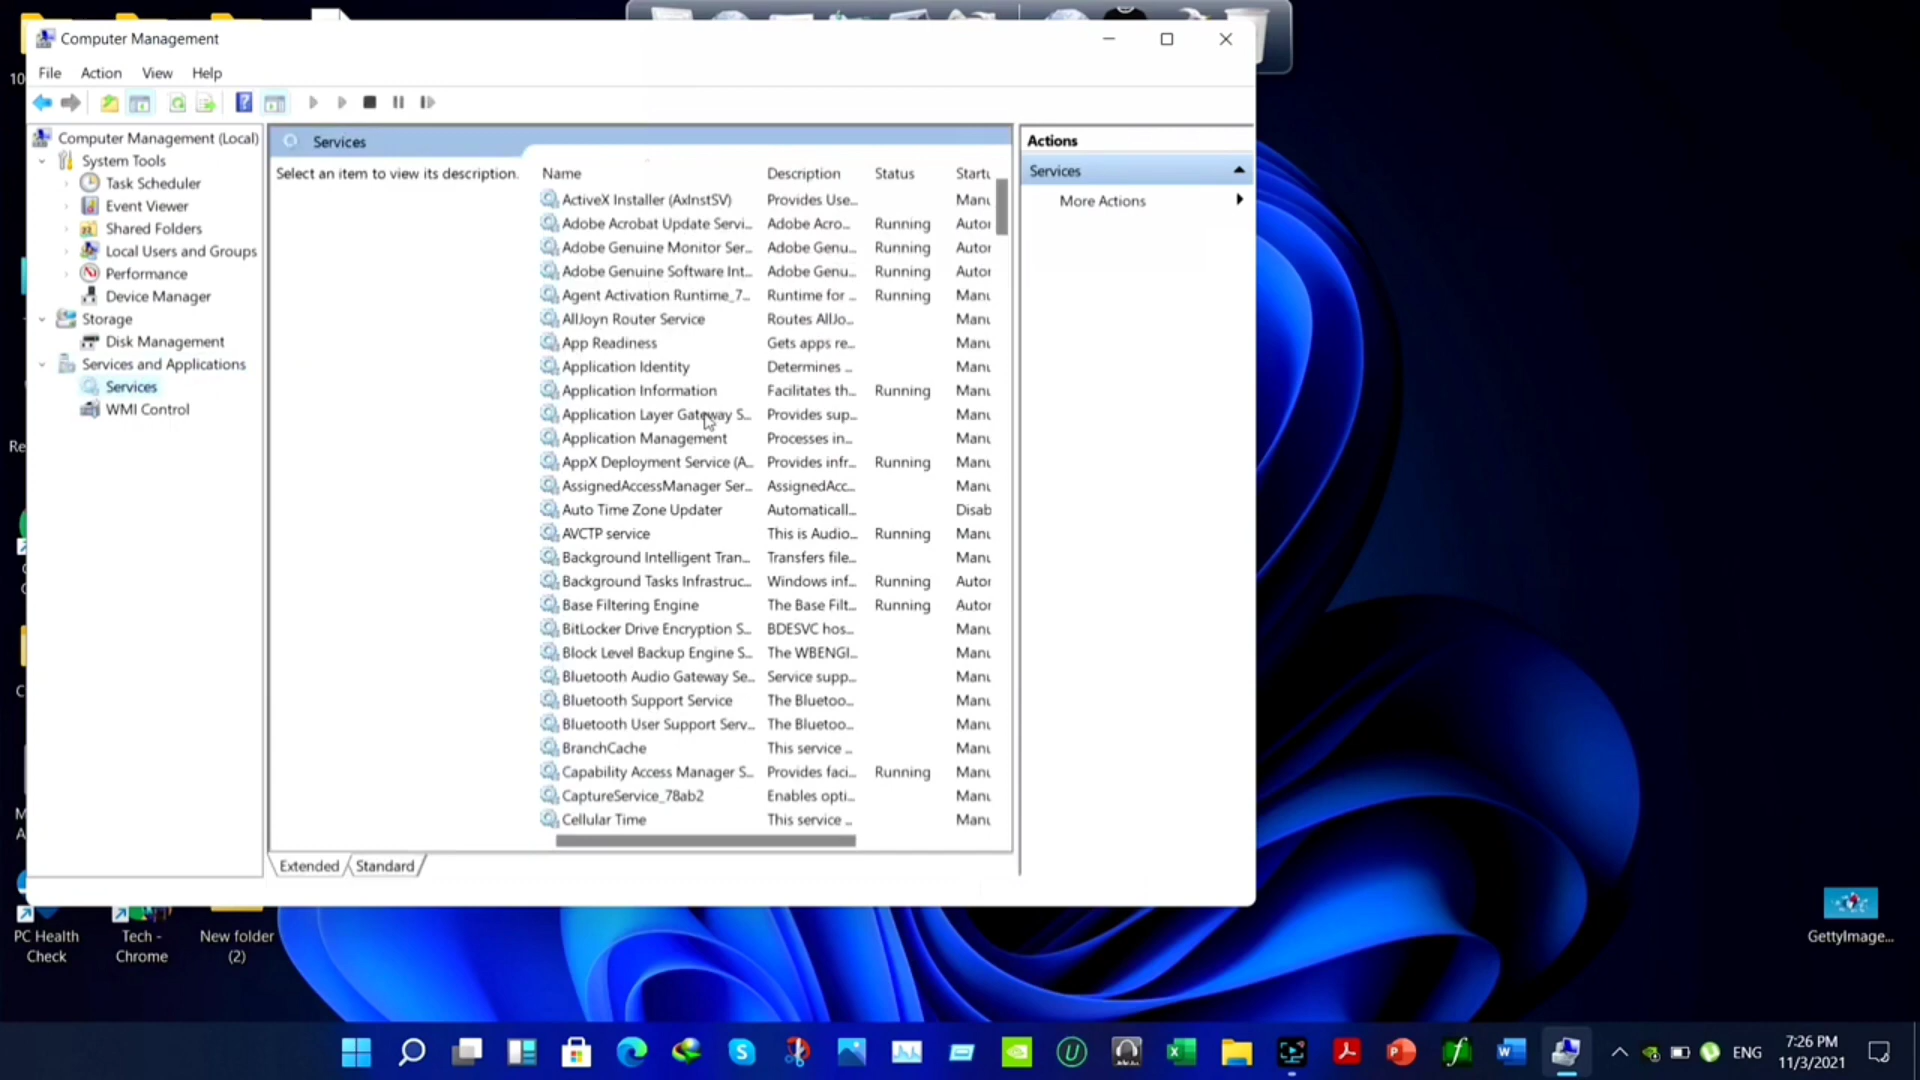 Computer Management
File Action View Help
Computer Management (Local)
System Tools
Task Scheduler
Event Viewer
Shared Folders
Local Users and Groups
Performance
Device Manager
Storage
Disk Management
Services and Applications
Services
WMI Control
Services
Select an item to view its description.
Name Description Status Startu
ActiveX Installer (AxInstSV) Provides Use... Manu
Adobe Acrobat Update Servi... Adobe Acro... Running Autor
Adobe Genuine Monitor Ser... Adobe Genu... Running Autor
Adobe Genuine Software Int... Adobe Genu... Running Autor
Agent Activation Runtime_7... Runtime for ... Running Manu
AllJoyn Router Service Routes AllJo... Manu
App Readiness Gets apps re... Manu
Application Identity Determines ... Manu
Application Information Facilitates th... Running Manu
Application Layer Gateway S... Provides sup... Manu
Application Management Processes in... Manu
AppX Deployment Service (A... Provides infr... Running Manu
AssignedAccessManager Ser... AssignedAcc... Manu
Auto Time Zone Updater Automaticall... Disab
AVCTP service This is Audio... Running Manu
Background Intelligent Tran... Transfers file... Manu
Background Tasks Infrastruc... Windows inf... Running Autor
Base Filtering Engine The Base Filt... Running Autor
BitLocker Drive Encryption S... BDESVC hos... Manu
Block Level Backup Engine S... The WBENGI... Manu
Bluetooth Audio Gateway Se... Service supp... Manu
Bluetooth Support Service The Bluetoo... Manu
Bluetooth User Support Serv... The Bluetoo... Manu
BranchCache This service ... Manu
Capability Access Manager S... Provides faci... Running Manu
CaptureService_78ab2 Enables opti... Manu
Cellular Time This service ... Manu
Extended Standard
Actions
Services
More Actions
10
Re
C
C
M
A
PC Health
Check
Tech -
Chrome
New folder
(2)
GettyImage...
ENG
7:26 PM
11/3/2021